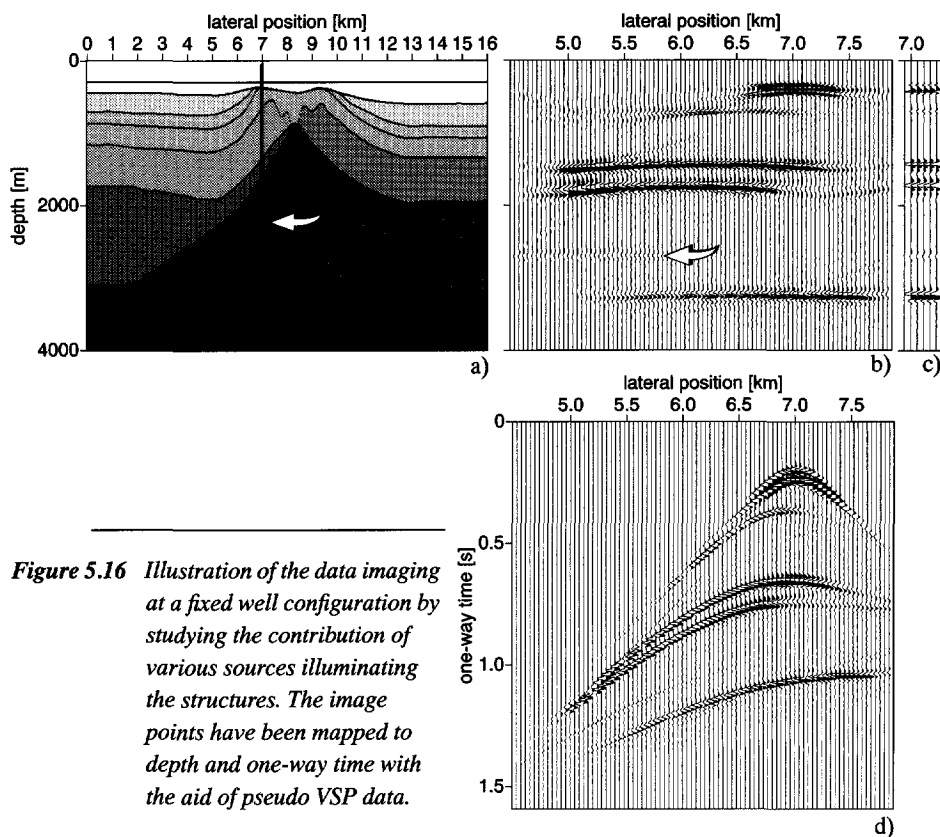 lateral position [km]
0 1 2 3 4 5 6 7 8 9 10 11 12 13 14 15 16
0
2000
4000
depth [m]
a)
lateral position [km]
5.0 5.5 6.0 6.5 7.0 7.5
b)
7.0
c)
lateral position [km]
5.0 5.5 6.0 6.5 7.0 7.5
0
0.5
1.0
1.5
one-way time [s]
d)
Figure 5.16 Illustration of the data imaging
at a fixed well configuration by
studying the contribution of
various sources illuminating
the structures. The image
points have been mapped to
depth and one-way time with
the aid of pseudo VSP data.